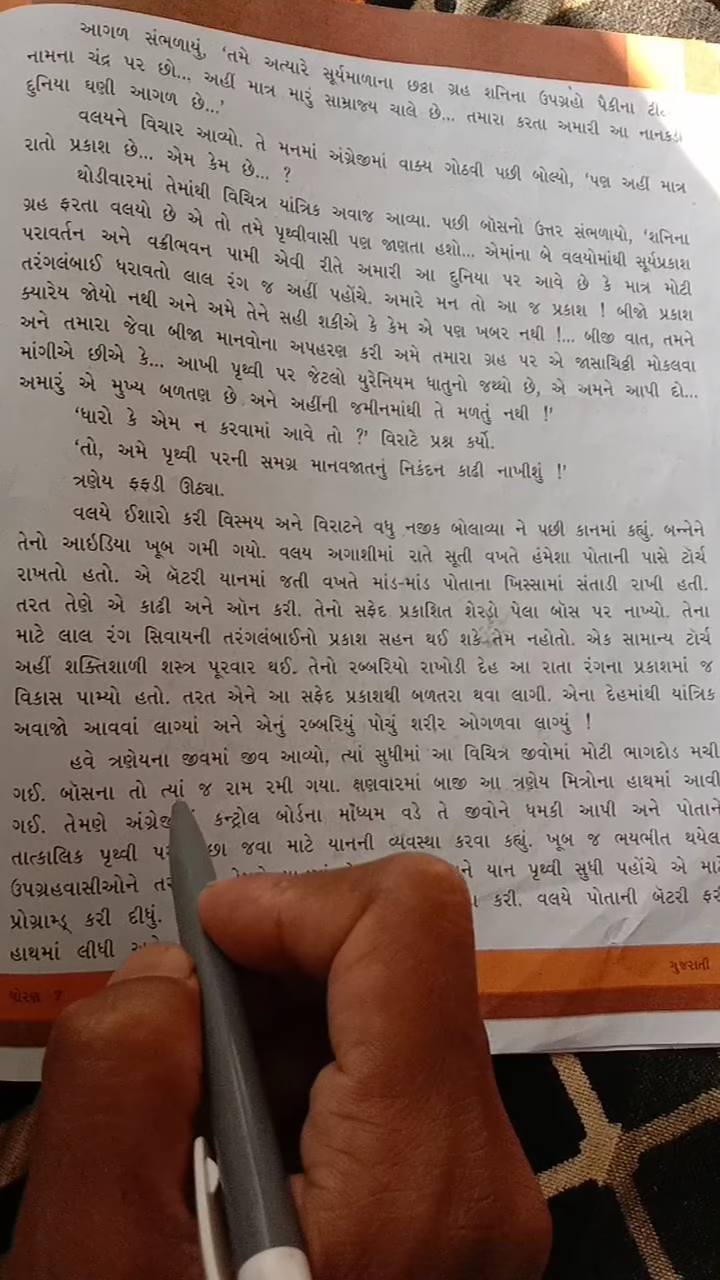 આગળ સંભળાયું, ‘તમે અત્યારે સૂર્યમાળાના છઠ્ઠા ગ્રહ શનિના ઉપગ્રહો પૈકીના
નામના ચંદ્ર પર છો... અહીં માત્ર મારું સામ્રાજ્ય ચાલે છે... તમારા કરતા અમારી આ નાનકડી
દુનિયા ઘણી આગળ છે...’
વલયને વિચાર આવ્યો. તે મનમાં અંગ્રેજીમાં વાક્ય ગોઠવી પછી બોલ્યો, ‘પણ અહીં માત્ર
રાતો પ્રકાશ છે... એમ કેમ છે... ?
થોડીવારમાં તેમાંથી વિચિત્ર યાંત્રિક અવાજ આવ્યા. પછી બૉસનો ઉત્તર સંભળાયો, ‘શનિના
ગ્રહ ફરતા વલયો છે એ તો તમે પૃથ્વીવાસી પણ જાણતા હશો... એમાંના બે વલયોમાંથી સૂર્યપ્રકાશ
પરાવર્તન અને વક્રીભવન પામી એવી રીતે અમારી આ દુનિયા પર આવે છે કે માત્ર મોટી
તરંગલંબાઈ ધરાવતો લાલ રંગ જ અહીં પહોંચે. અમારે મન તો આ જ પ્રકાશ ! બીજો પ્રકાશ
ક્યારેય જોયો નથી અને અમે તેને સહી શકીએ કે કેમ એ પણ ખબર નથી !... બીજી વાત, તમને
અને તમારા જેવા બીજા માનવોના અપહરણ કરી અમે તમારા ગ્રહ પર એ જાસાચિઠ્ઠી મોકલવા
માંગીએ છીએ કે... આખી પૃથ્વી પર જેટલો યુરેનિયમ ધાતુનો જથ્થો છે, એ અમને આપી દો...
અમારું એ મુખ્ય બળતણ છે અને અહીંની જમીનમાંથી તે મળતું નથી !’
‘ધારો કે એમ ન કરવામાં આવે તો ?’ વિરાટે પ્રશ્ન કર્યો.
‘તો, અમે પૃથ્વી પરની સમગ્ર માનવજાતનું નિકંદન કાઢી નાખીશું !’
ત્રણેય ફફડી ઊઠ્યા.
વલયે ઈશારો કરી વિસ્મય અને વિરાટને વધુ નજીક બોલાવ્યા ને પછી કાનમાં કહ્યું. બન્નેને
તેનો આઇડિયા ખૂબ ગમી ગયો. વલય અગાશીમાં રાતે સૂતી વખતે હંમેશા પોતાની પાસે ટૉર્ચ
રાખતો હતો. એ બૅટરી યાનમાં જતી વખતે માંડ-માંડ પોતાના ખિસ્સામાં સંતાડી રાખી હતી.
તરત તેણે એ કાઢી અને ઑન કરી. તેનો સફેદ પ્રકાશિત શેરડો પેલા બૉસ પર નાખ્યો. તેના
માટે લાલ રંગ સિવાયની તરંગલંબાઈનો પ્રકાશ સહન થઈ શકે તેમ નહોતો. એક સામાન્ય ટૉર્ચ
અહીં શક્તિશાળી શસ્ત્ર પૂરવાર થઈ. તેનો રબ્બરિયો રાખોડી દેહ આ રાતા રંગના પ્રકાશમાં જ
વિકાસ પામ્યો હતો. તરત એને આ સફેદ પ્રકાશથી બળતરા થવા લાગી. એના દેહમાંથી યાંત્રિક
અવાજો આવવાં લાગ્યાં અને એનું રબ્બરિયું પોચું શરીર ઓગળવા લાગ્યું !
હવે ત્રણેયના જીવમાં જીવ આવ્યો, ત્યાં સુધીમાં આ વિચિત્ર જીવોમાં મોટી ભાગદોડ મચી
ગઈ. બૉસના તો ત્યાં જ રામ રમી ગયા. ક્ષણવારમાં બાજી આ ત્રણેય મિત્રોના હાથમાં આવી
ગઈ. તેમણે કન્ટ્રોલ બોર્ડના માધ્યમ વડે તે જીવોને ધમકી આપી અને પોતાને
તાત્કાલિક પૃથ્વી જવા માટે યાનની વ્યવસ્થા કરવા કહ્યું. ખૂબ જ ભયભીત થયેલ
ઉપગ્રહવાસીઓને યાન પૃથ્વી સુધી પહોંચે એ માટે
પ્રોગ્રામ્ડ્ કરી દીધું. કરી. વલયે પોતાની બૅટરી ફરી
હાથમાં લીધી
ધોરણ 7
ગુજરાતી